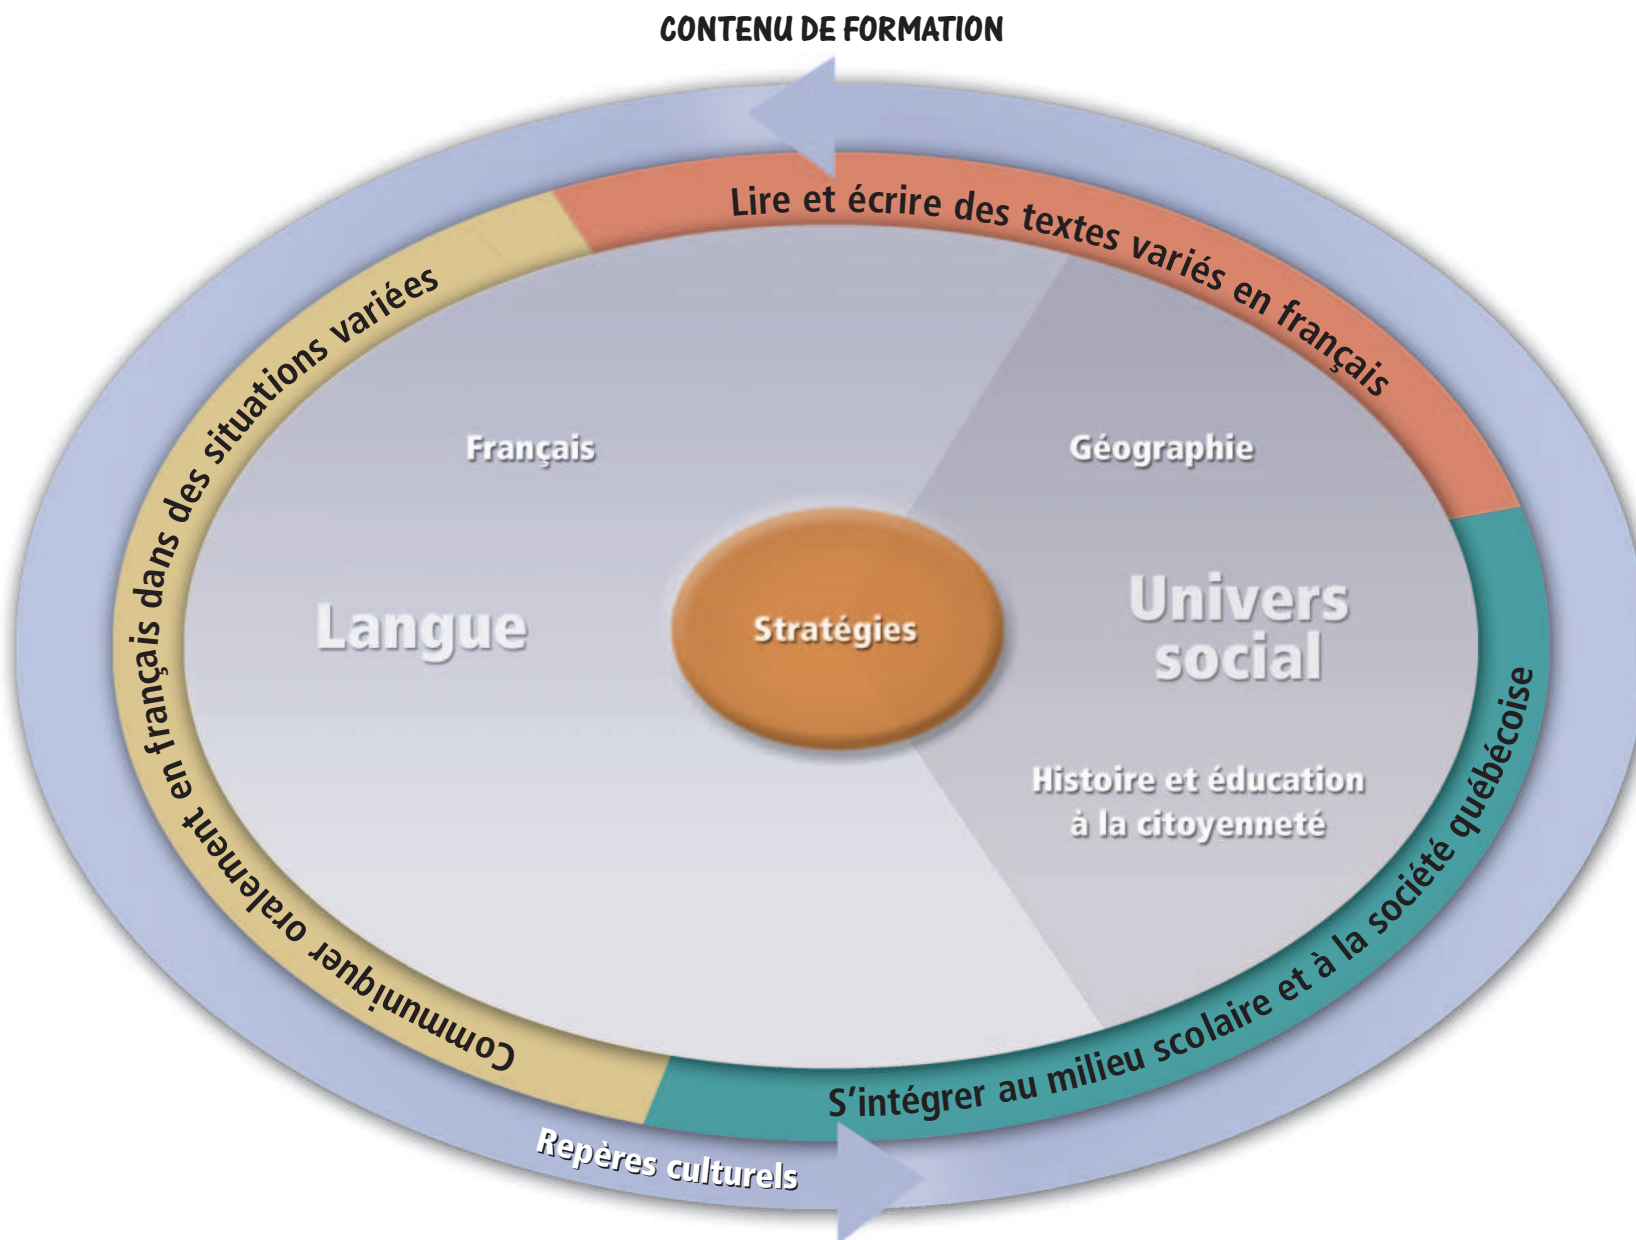 CONTENU DE FORMATION
Lire et écrire des textes variés en français
Communiquer oralement en français dans des situations variées
Français
Géographie
Langue
Stratégies
Univers
social
Histoire et éducation
à la citoyenneté
S'intégrer au milieu scolaire et à la société québécoise
Repères culturels